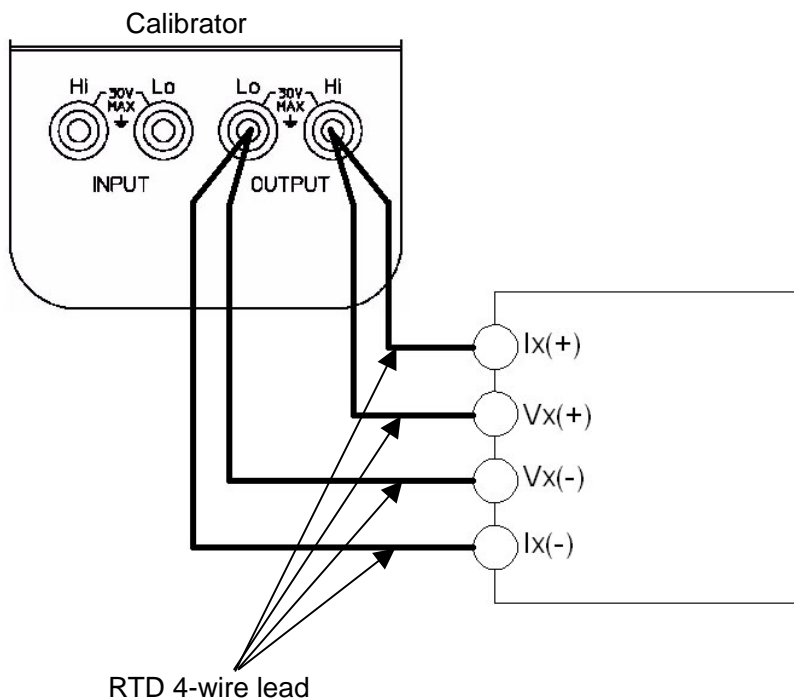 Calibrator
Hi 30V MAX Lo
Lo 30V MAX Hi
INPUT OUTPUT
Ix(+)
Vx(+)
Vx(-)
Ix(-)
RTD 4-wire lead